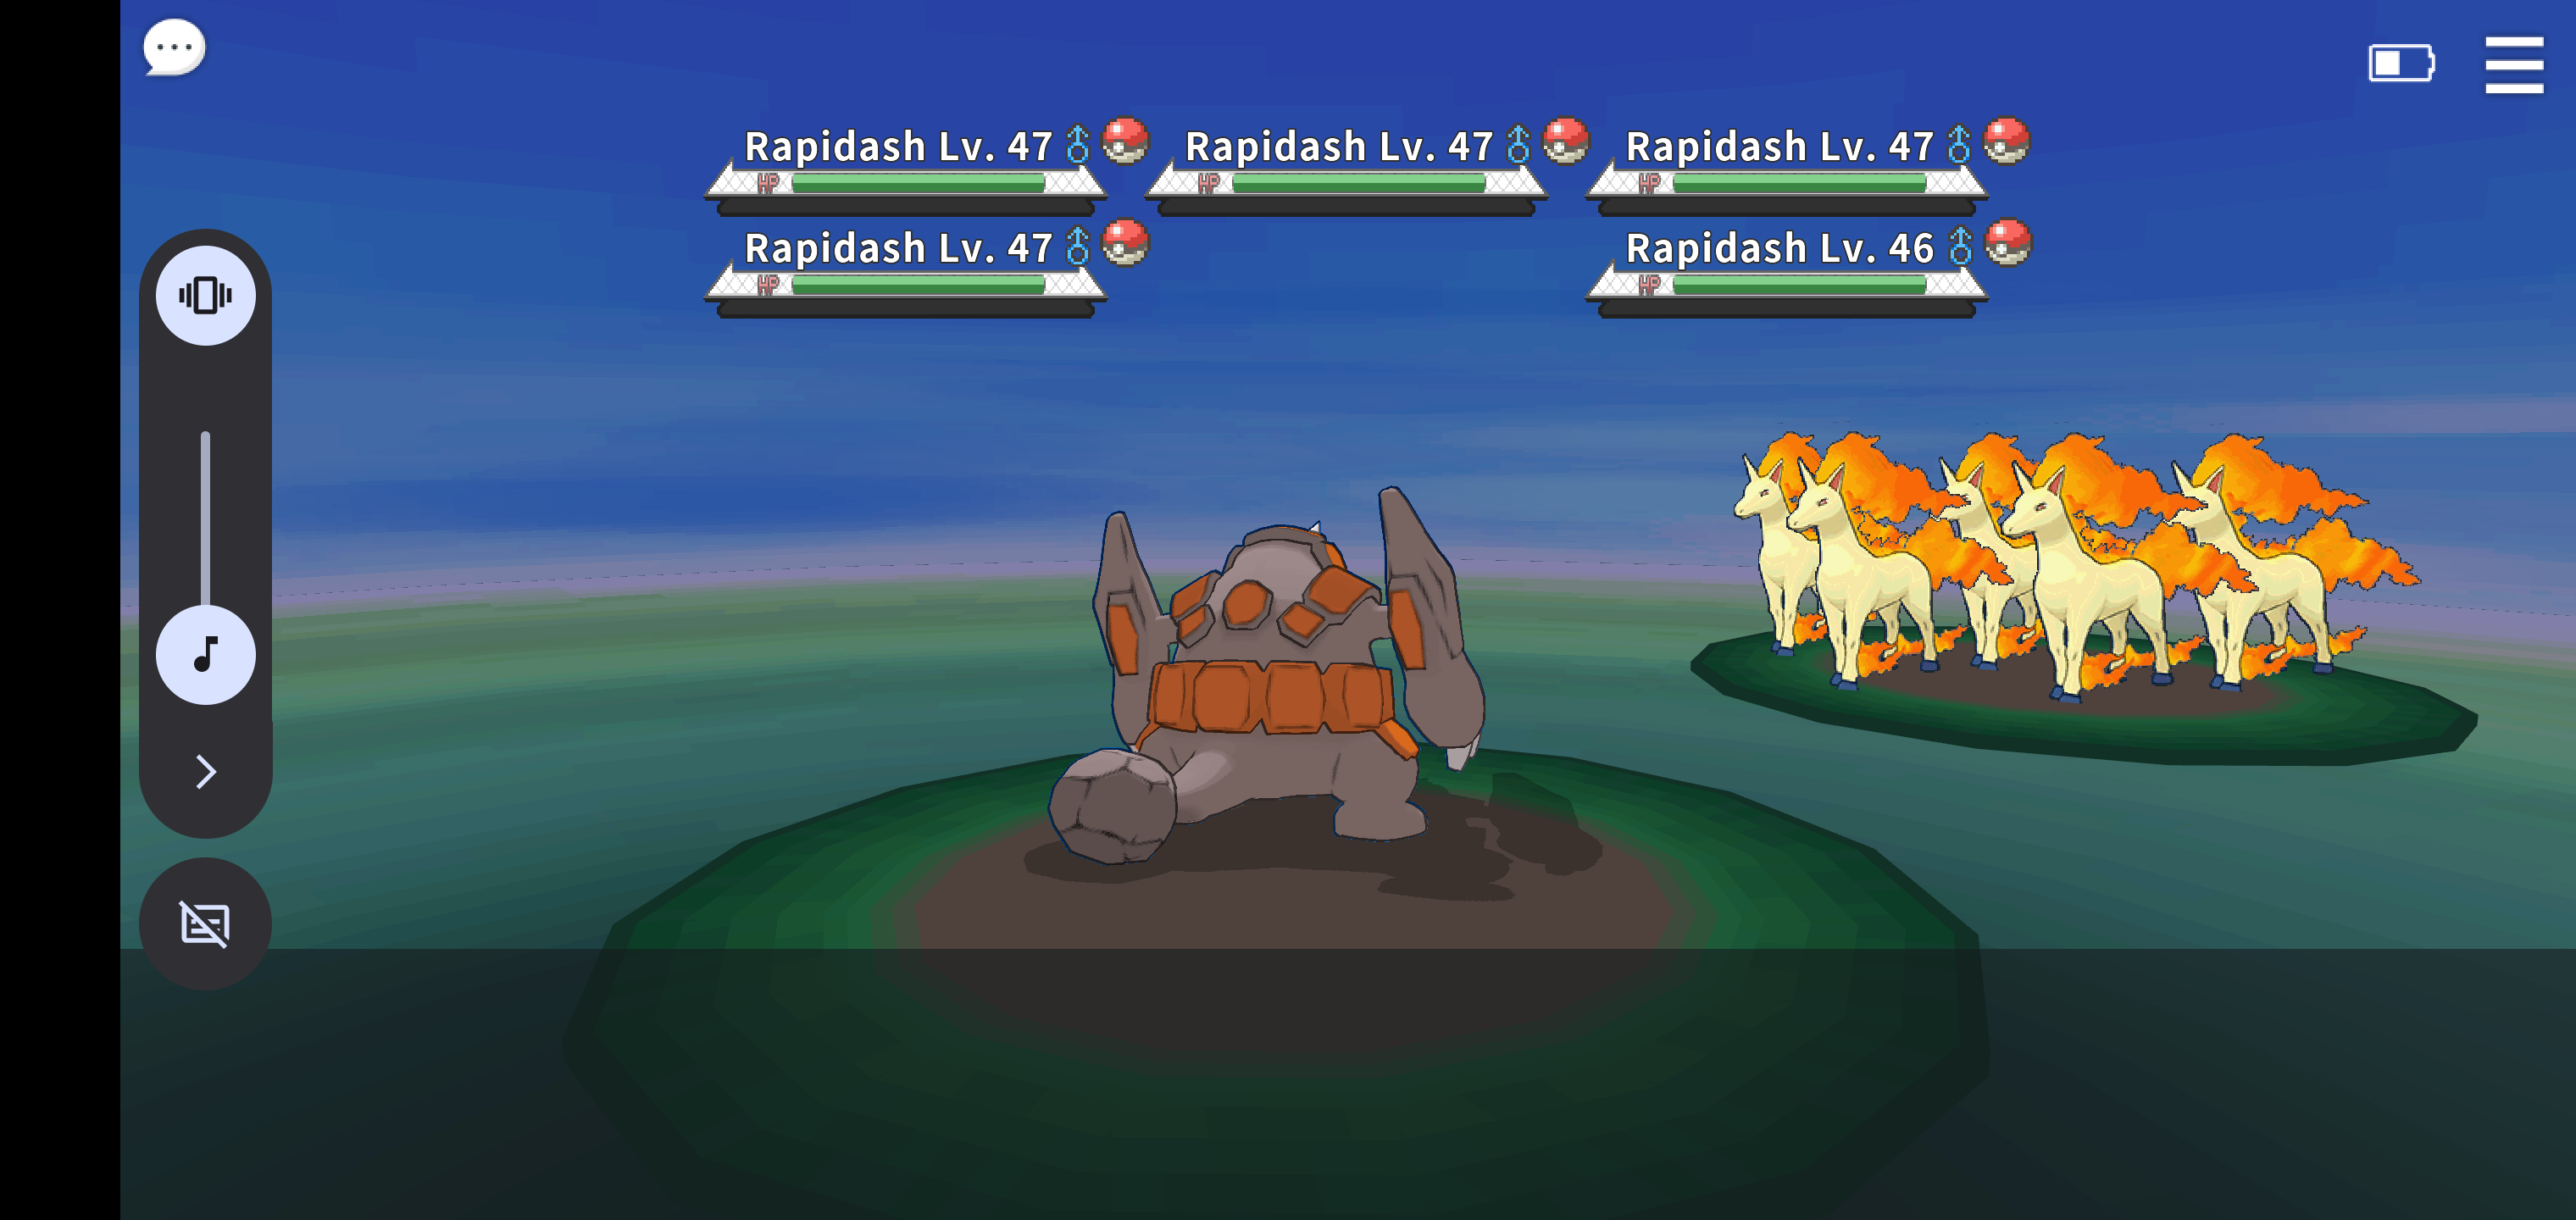 Rapidash Lv. 47 ♂ Rapidash Lv. 47 ♂ Rapidash Lv. 47 ♂
HP HP HP
Rapidash Lv. 47 ♂ Rapidash Lv. 46 ♂
HP HP